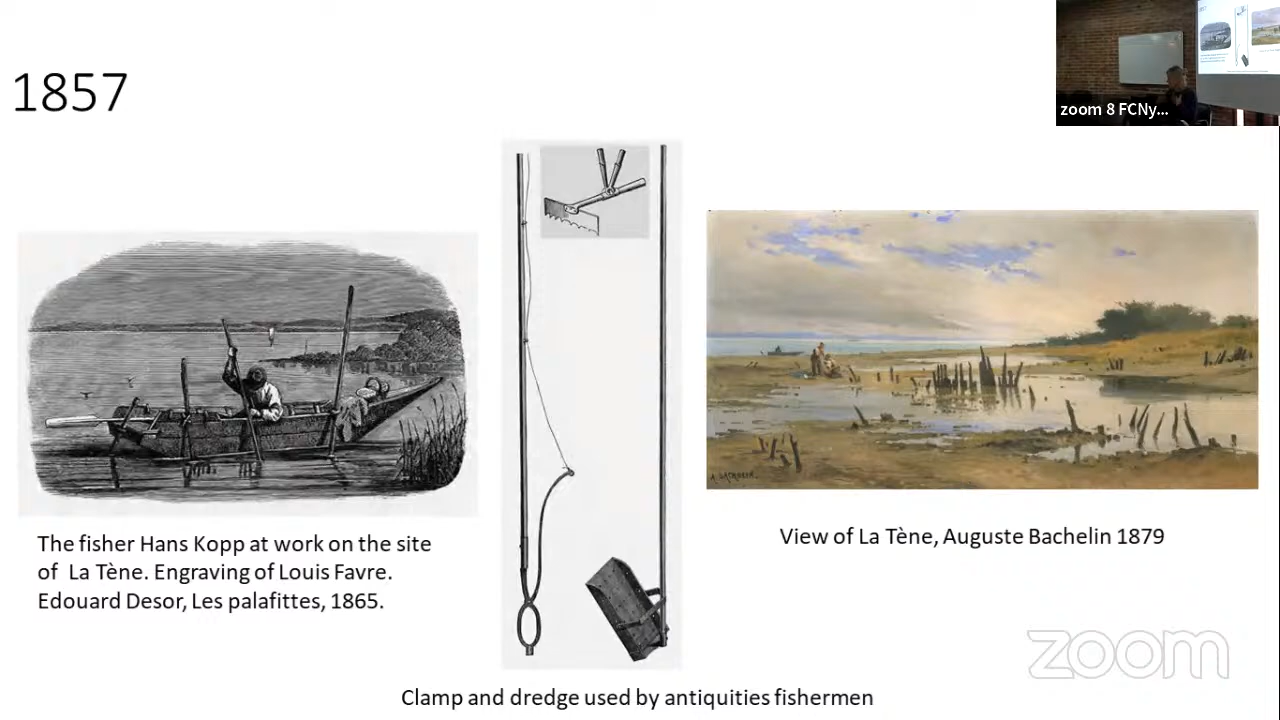 1857
zoom 8 FCNy...
The fisher Hans Kopp at work on the site
of La Tène. Engraving of Louis Favre.
Edouard Desor, Les palafittes, 1865.
A. BACHELIN.
View of La Tène, Auguste Bachelin 1879
zoom
Clamp and dredge used by antiquities fishermen